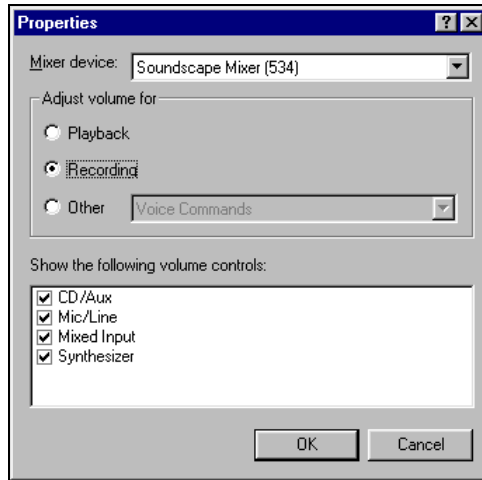 Properties
Mixer device: Soundscape Mixer (534)
Adjust volume for
Playback
Recording
Other Voice Commands
Show the following volume controls:
CD/Aux
Mic/Line
Mixed Input
Synthesizer
OK Cancel